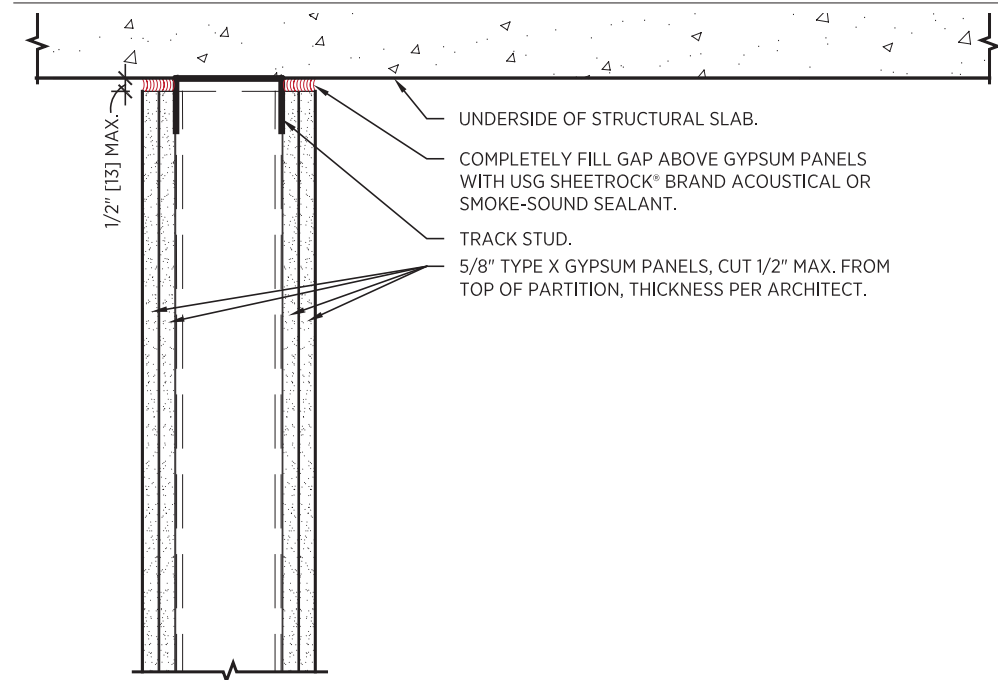 UNDERSIDE OF STRUCTURAL SLAB.
COMPLETELY FILL GAP ABOVE GYPSUM PANELS
WITH USG SHEETROCK® BRAND ACOUSTICAL OR
SMOKE-SOUND SEALANT.
TRACK STUD.
5/8" TYPE X GYPSUM PANELS, CUT 1/2" MAX. FROM
TOP OF PARTITION, THICKNESS PER ARCHITECT.
1/2" [13] MAX.